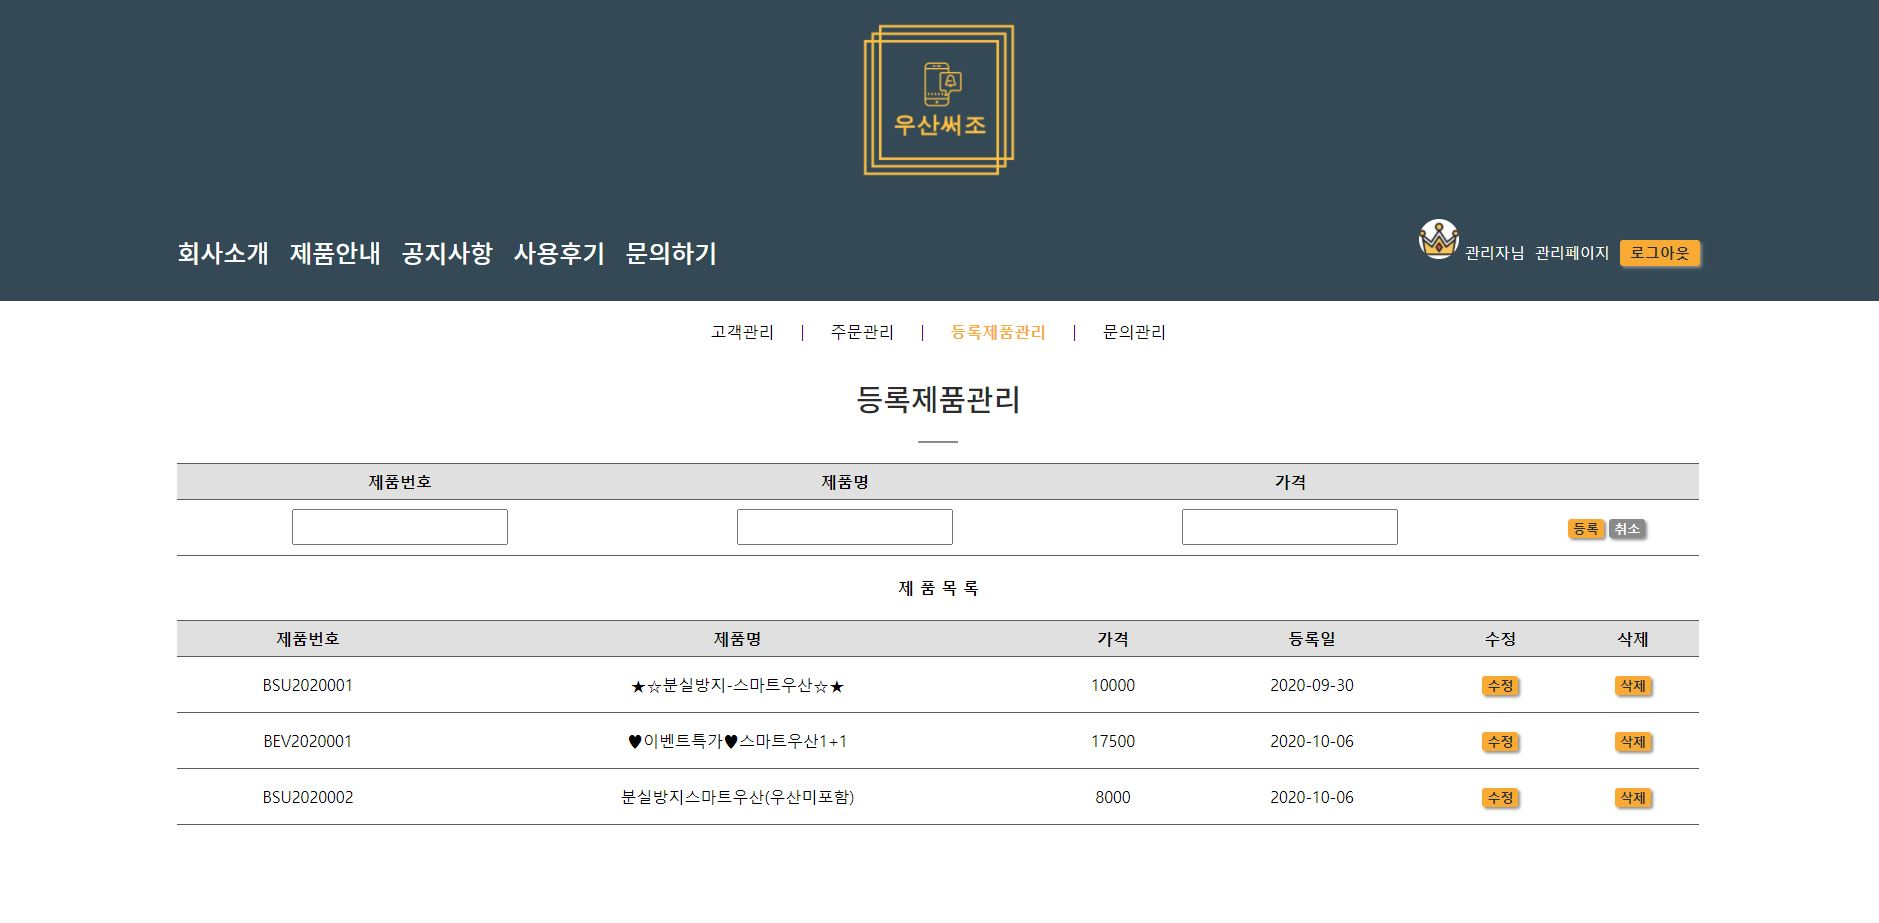 우산써조
회사소개 제품안내 공지사항 사용후기 문의하기
관리자님 관리페이지 로그아웃
고객관리 | 주문관리 | 등록제품관리 | 문의관리
등록제품관리
제품번호 제품명 가격
등록 취소
제 품 목 록
제품번호 제품명 가격 등록일 수정 삭제
BSU2020001 ★☆분실방지-스마트우산☆★ 10000 2020-09-30 수정 삭제
BEV2020001 ♥이벤트특가♥스마트우산1+1 17500 2020-10-06 수정 삭제
BSU2020002 분실방지스마트우산(우산미포함) 8000 2020-10-06 수정 삭제